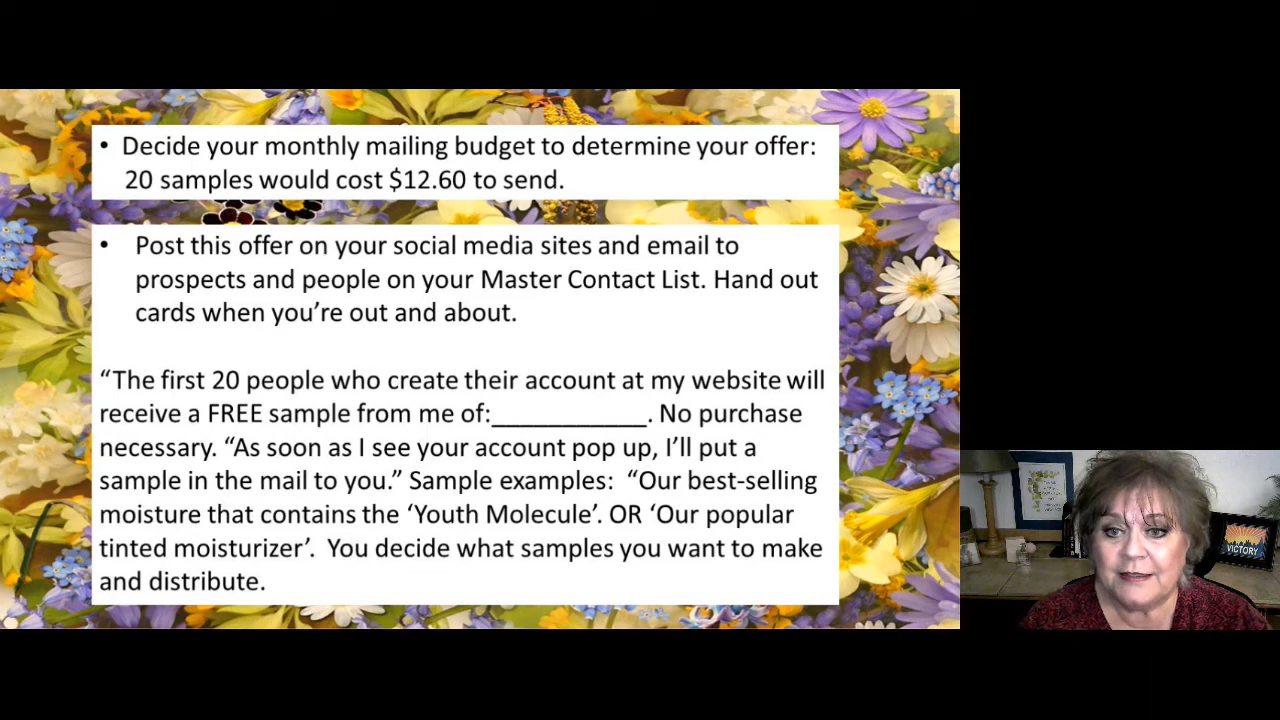 • Decide your monthly mailing budget to determine your offer:
20 samples would cost $12.60 to send.
• Post this offer on your social media sites and email to
prospects and people on your Master Contact List. Hand out
cards when you’re out and about.
“The first 20 people who create their account at my website will
receive a FREE sample from me of:___________. No purchase
necessary. “As soon as I see your account pop up, I’ll put a
sample in the mail to you.” Sample examples:  “Our best-selling
moisture that contains the ‘Youth Molecule’. OR ‘Our popular
tinted moisturizer’.  You decide what samples you want to make
and distribute.
VICTORY